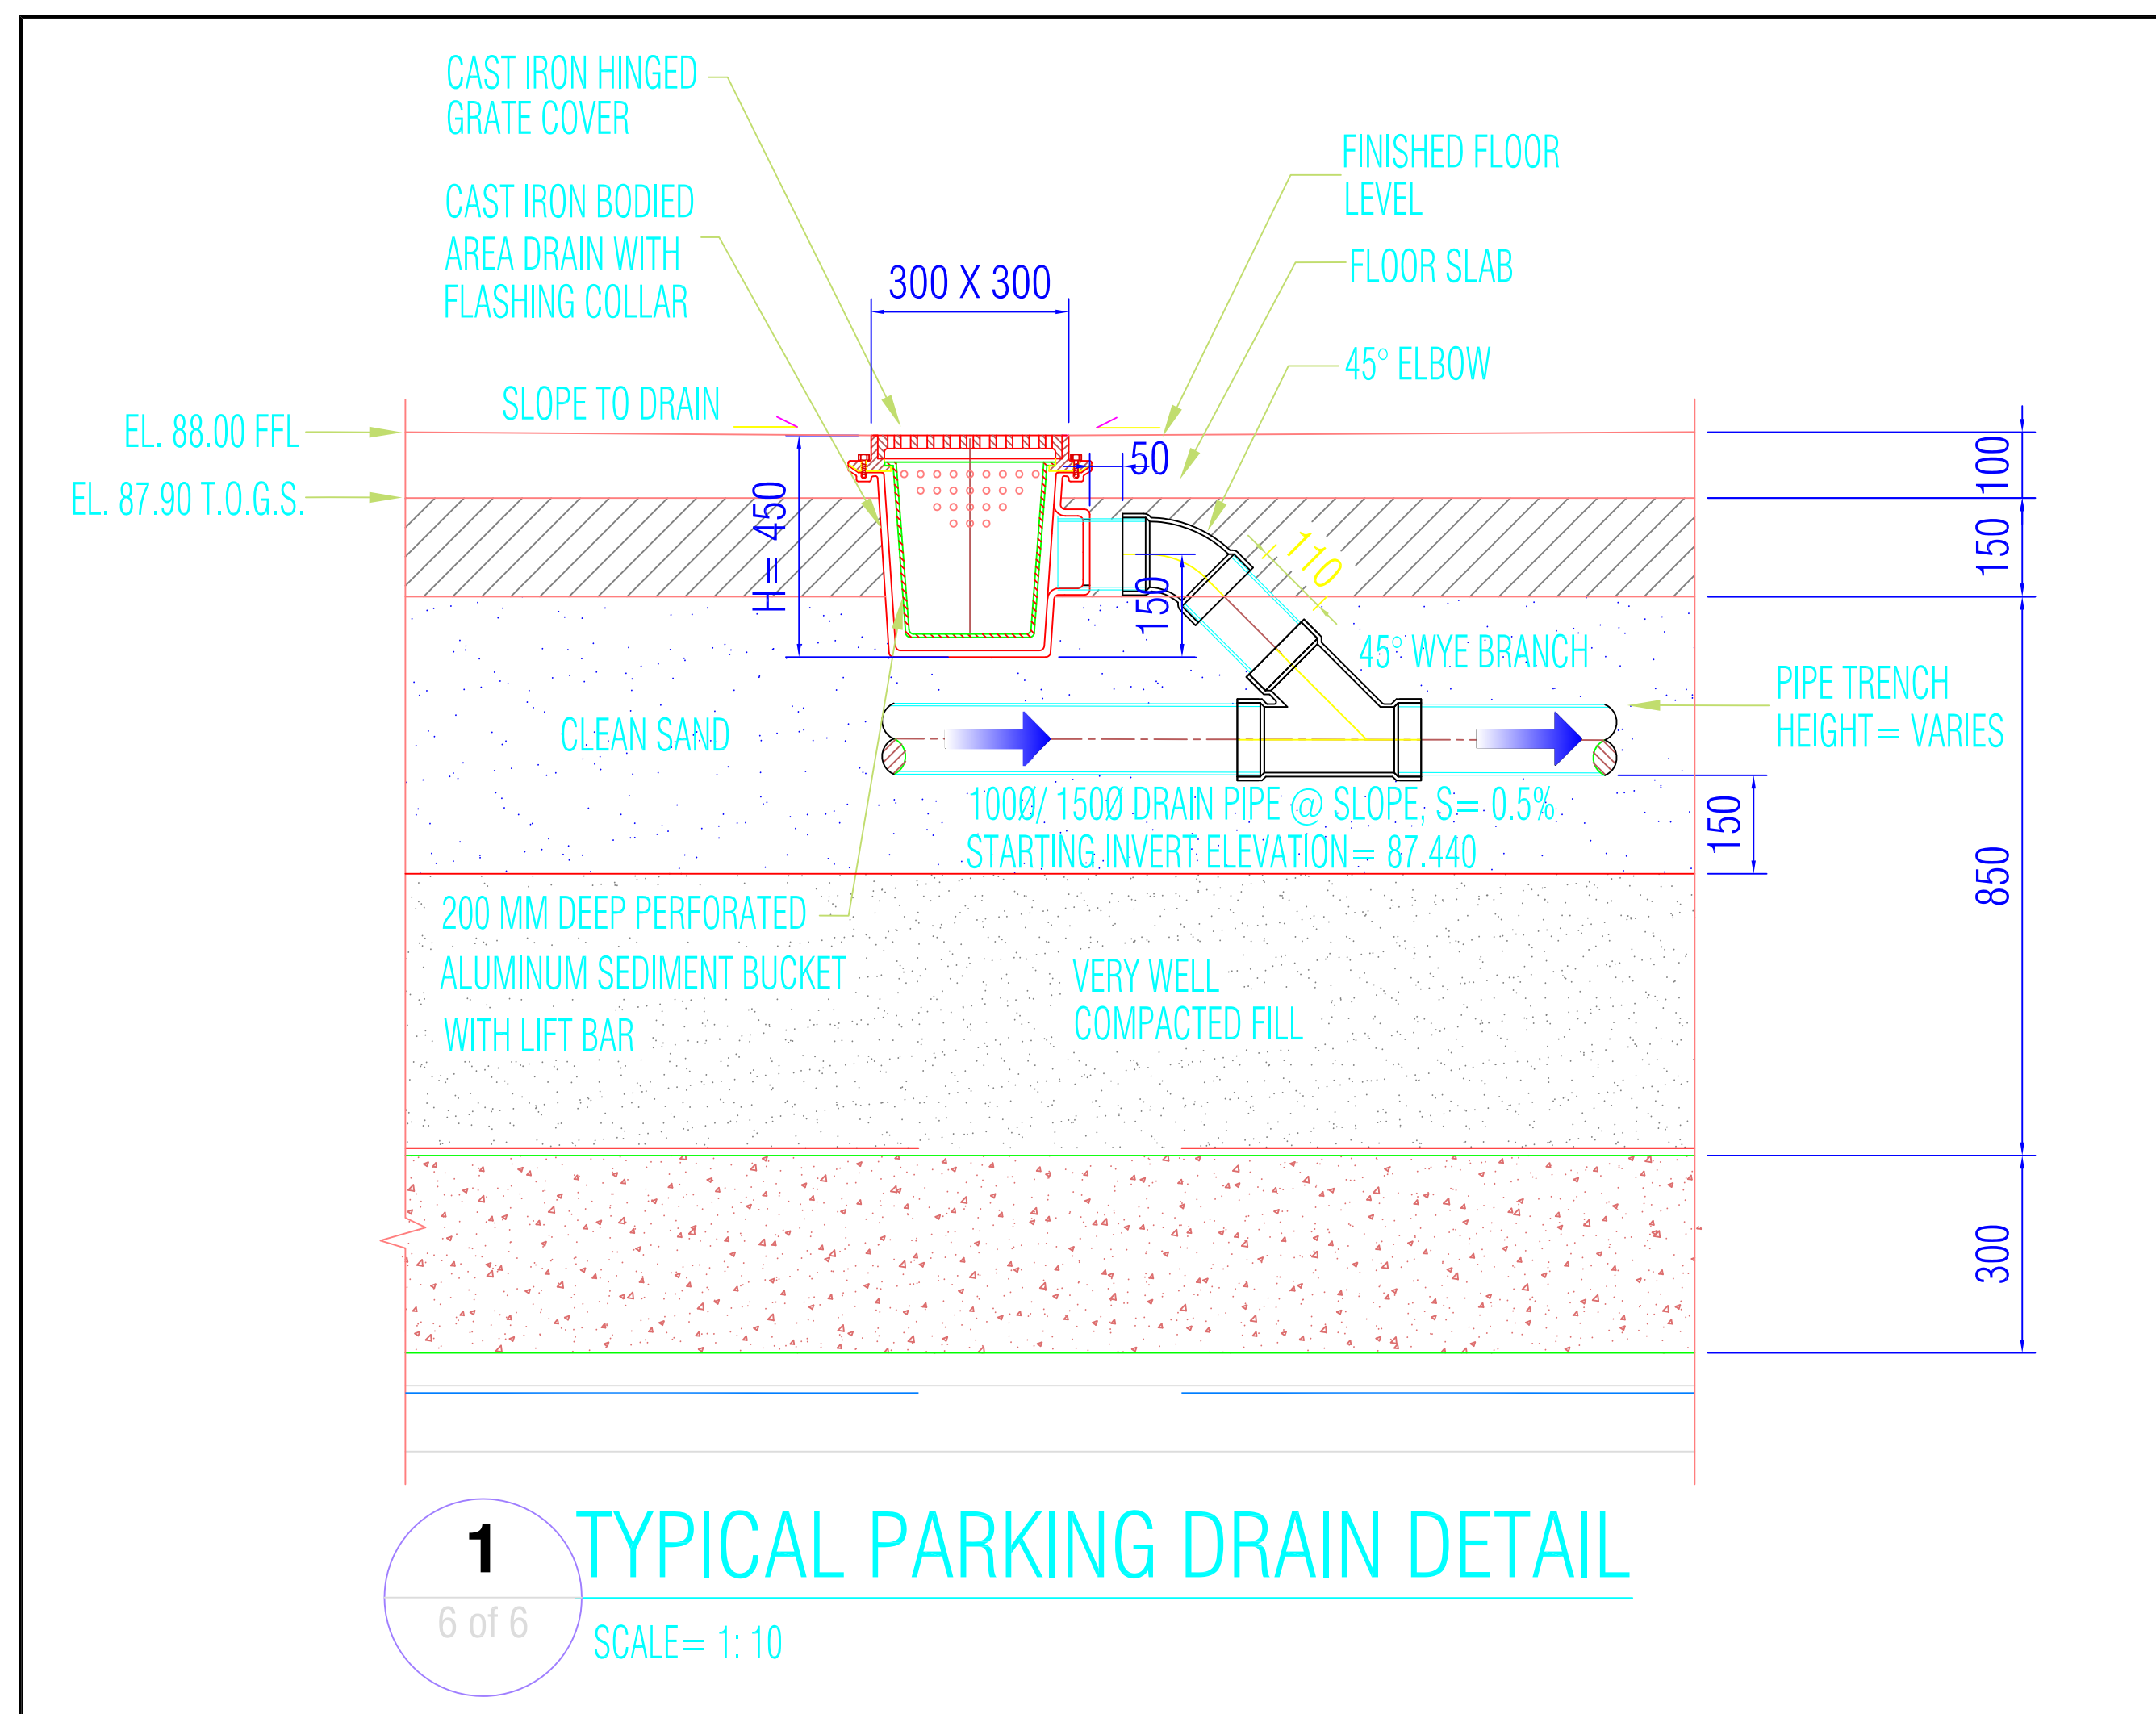 CAST IRON HINGED
GRATE COVER
CAST IRON BODIED
AREA DRAIN WITH
FLASHING COLLAR
SLOPE TO DRAIN
EL. 88.00 FFL
EL. 87.90 T.O.G.S.
300 X 300
FINISHED FLOOR
LEVEL
FLOOR SLAB
45° ELBOW
50
H= 450
110
150
45° WYE BRANCH
PIPE TRENCH
HEIGHT= VARIES
CLEAN SAND
100Ø/ 150Ø DRAIN PIPE @ SLOPE, S= 0.5%
STARTING INVERT ELEVATION= 87.440
150
200 MM DEEP PERFORATED
ALUMINUM SEDIMENT BUCKET
WITH LIFT BAR
VERY WELL
COMPACTED FILL
100
150
850
300
1
6 of 6
TYPICAL PARKING DRAIN DETAIL
SCALE= 1: 10